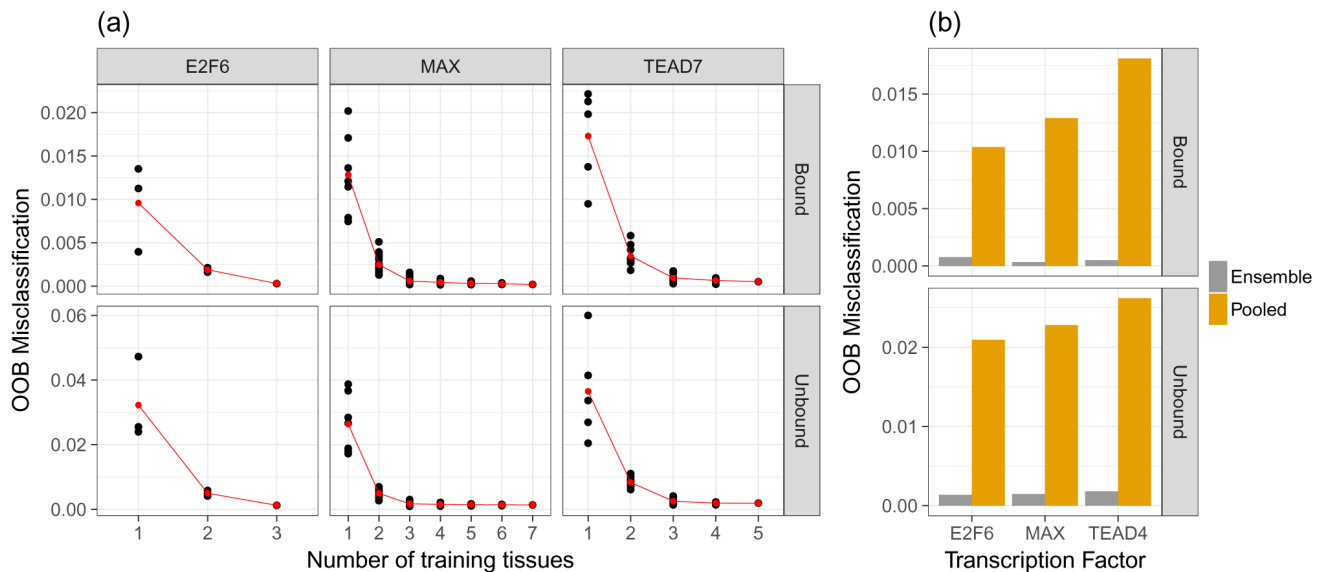 (a)
E2F6 MAX TEAD7
OOB Misclassification
0.020
0.015
0.010
0.005
0.000
Bound
0.06
0.04
0.02
0.00
Unbound
1 2 3 1 2 3 4 5 6 7 1 2 3 4 5
Number of training tissues
(b)
OOB Misclassification
0.015
0.010
0.005
0.000
Bound
0.02
0.01
0.00
Unbound
E2F6 MAX TEAD4
Transcription Factor
Ensemble
Pooled